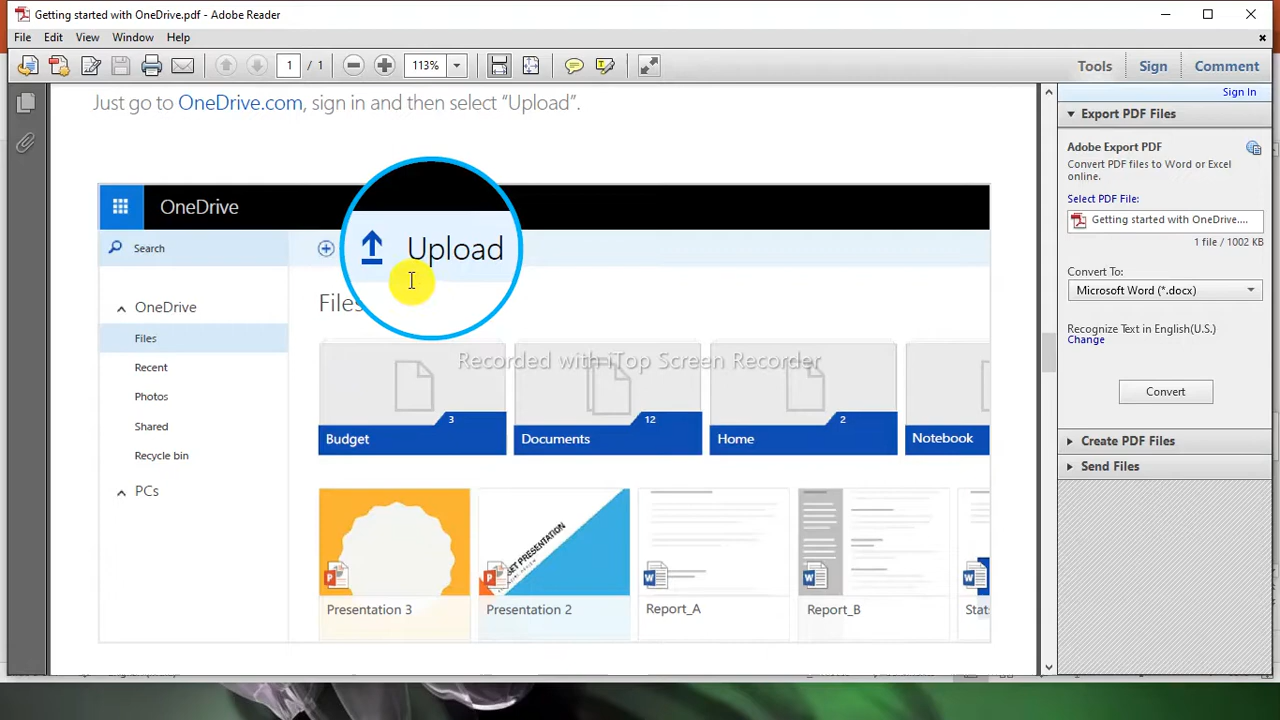 Getting started with OneDrive.pdf - Adobe Reader
File Edit View Window Help
1 / 1 113% Tools Sign Comment
Sign In
Just go to OneDrive.com, sign in and then select “Upload”.
OneDrive
Search
Upload
Files
OneDrive
Files
Recent
Photos
Shared
Recycle bin
PCs
Recorded with iTop Screen Recorder
3 12 2
Budget Documents Home Notebook
Presentation 3 Presentation 2 Report_A Report_B
Export PDF Files
Adobe Export PDF
Convert PDF files to Word or Excel
online.
Select PDF File:
Getting started with OneDrive....
1 file / 1002 KB
Convert To:
Microsoft Word (*.docx)
Recognize Text in English(U.S.)
Change
Convert
Create PDF Files
Send Files